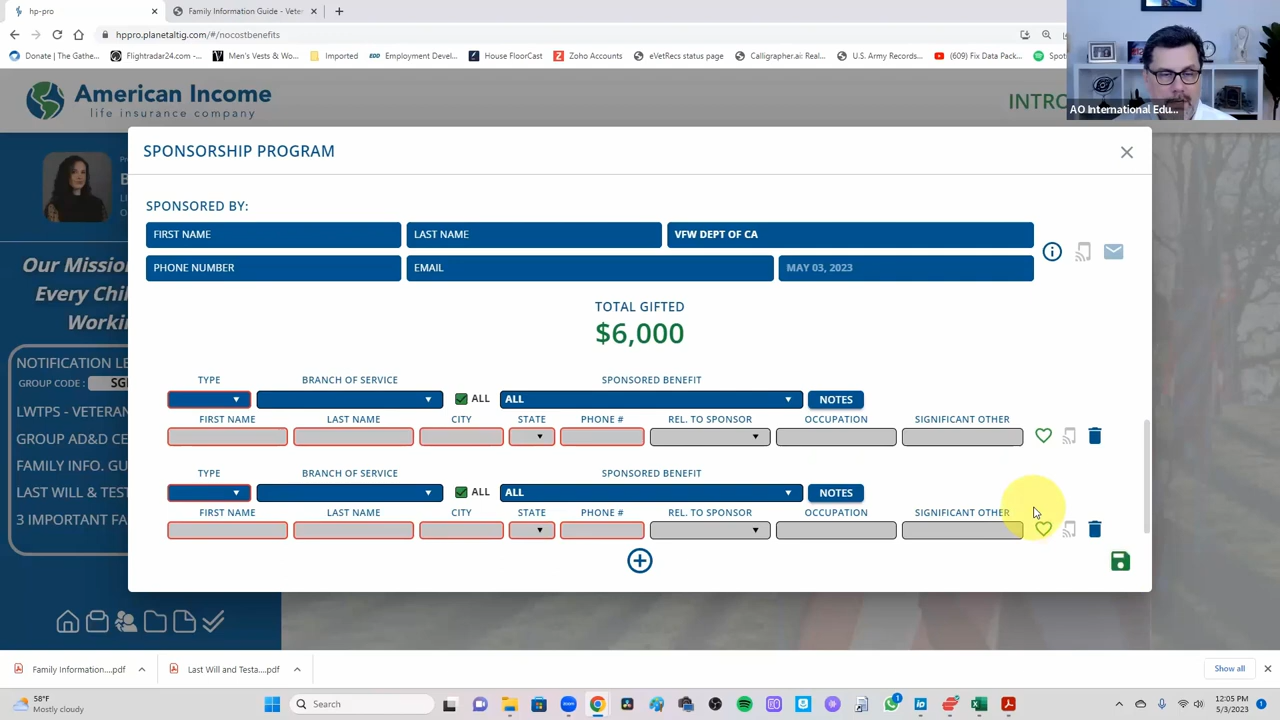 hp-pro
Family Information Guide - Vete
hppro.planetaltig.com/#/nocostbenefits
Donate | The Gathe...
Flightradar24.com -...
Men's Vests & Wo...
Imported
EDD Employment Devel...
House FloorCast
Zoho Accounts
eVetRecs status page
Calligrapher.ai: Real...
U.S. Army Records...
(609) Fix Data Pack...
Spot
AO International Edu...
American Income
life insurance company
INTRO
SPONSORSHIP PROGRAM
SPONSORED BY:
FIRST NAME LAST NAME VFW DEPT OF CA
PHONE NUMBER EMAIL MAY 03, 2023
TOTAL GIFTED
$6,000
TYPE BRANCH OF SERVICE SPONSORED BENEFIT
ALL ALL NOTES
FIRST NAME LAST NAME CITY STATE PHONE # REL. TO SPONSOR OCCUPATION SIGNIFICANT OTHER
TYPE BRANCH OF SERVICE SPONSORED BENEFIT
ALL ALL NOTES
FIRST NAME LAST NAME CITY STATE PHONE # REL. TO SPONSOR OCCUPATION SIGNIFICANT OTHER
Our Mission
Every Chil
Workin
NOTIFICATION LE
GROUP CODE : SG
LWTPS - VETERAN
GROUP AD&D CE
FAMILY INFO. GU
LAST WILL & TEST
3 IMPORTANT FA
Family Information....pdf
Last Will and Testa....pdf
Show all
58°F
Mostly cloudy
Search
12:05 PM
5/3/2023